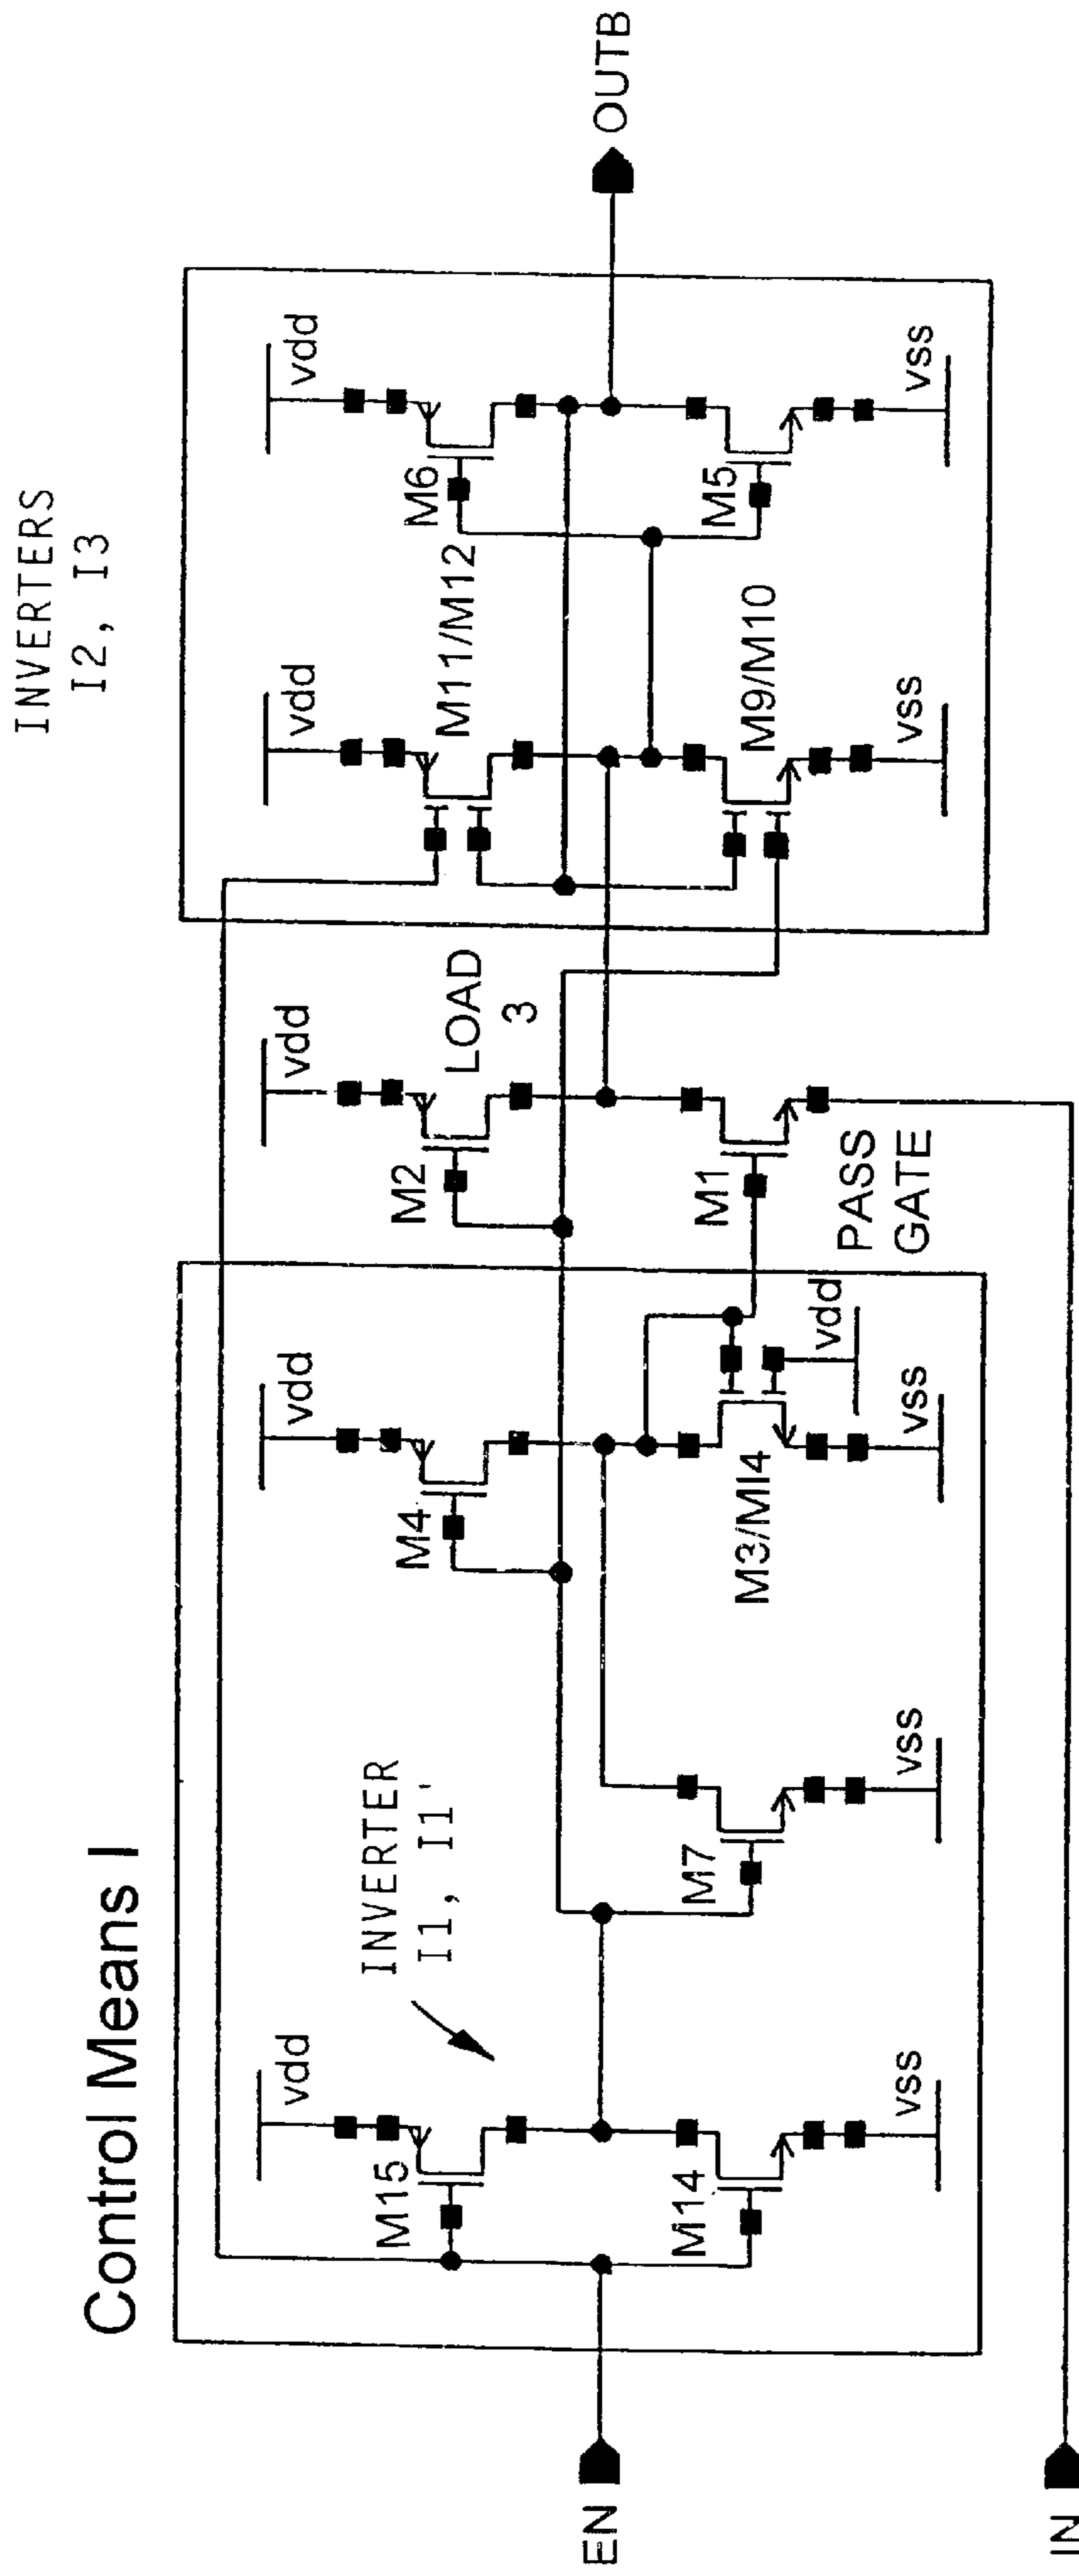 Control Means I
INVERTERS
I2, I3
INVERTER
I1, I1'
vdd
vdd
vdd
vdd
vdd
M15
M4
M2
LOAD
3
M11/M12
M6
EN
OUTB
M14
M7
M3/MI4
vdd
M1
PASS
GATE
M9/M10
M5
vss
vss
vss
vss
vss
IN